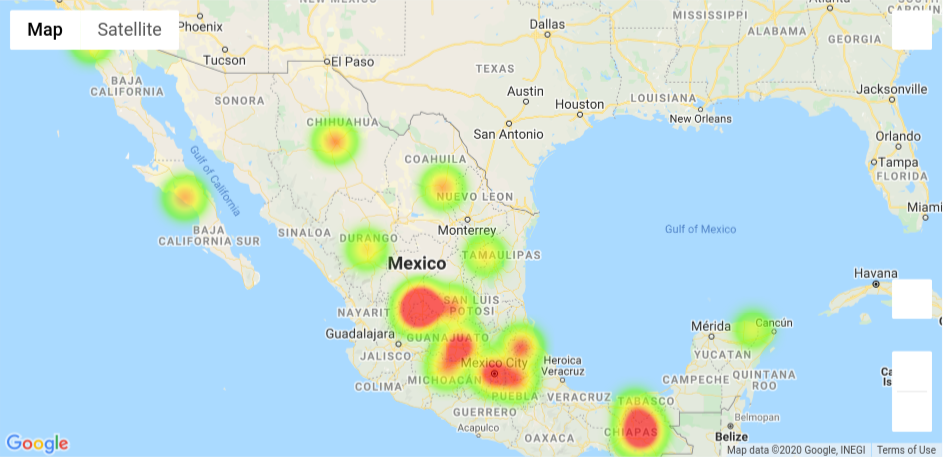 Map
Satellite
Phoenix
Tucson
El Paso
Dallas
MISSISSIPPI
ALABAMA
GEORGIA
TEXAS
Austin
Houston
San Antonio
LOUISIANA
New Orleans
Jacksonville
Orlando
Tampa
FLORIDA
Miami
BAJA
CALIFORNIA
SONORA
CHIHUAHUA
COAHUILA
NUEVO LEON
Gulf of California
BAJA
CALIFORNIA SUR
SINALOA
DURANGO
Monterrey
TAMAULIPAS
Gulf of Mexico
Mexico
Havana
NAYARIT
SAN LUIS
POTOSI
Guadalajara
GUANAJUATO
JALISCO
Mexico City
Heroica
Veracruz
Mérida
Cancún
YUCATAN
COLIMA
MICHOACÁN
PUEBLA
VERACRUZ
CAMPECHE
QUINTANA
ROO
GUERRERO
Acapulco
OAXACA
TABASCO
CHIAPAS
Belmopan
Belize
Google
Map data ©2020 Google, INEGI
Terms of Use